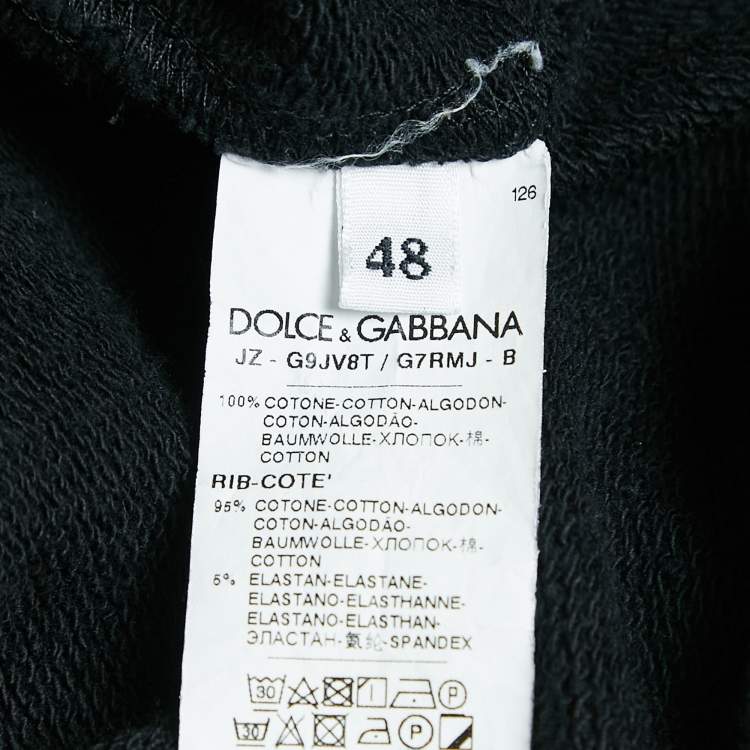 126
48
DOLCE & GABBANA
JZ - G9JV8T / G7RMJ - B
100% COTONE-COTTON-ALGODON-
COTON-ALGODÃO-
BAUMWOLLE-ХЛОПОК-棉-
COTTON
RIB-COTE'
95% COTONE-COTTON-ALGODON-
COTON-ALGODÃO-
BAUMWOLLE-ХЛОПОК-棉-
COTTON
5% ELASTAN-ELASTANE-
ELASTANO-ELASTHANNE-
ELASTANO-ELASTHAN-
ЭЛАСТАН-氨纶-SPANDEX
30 P
30 P